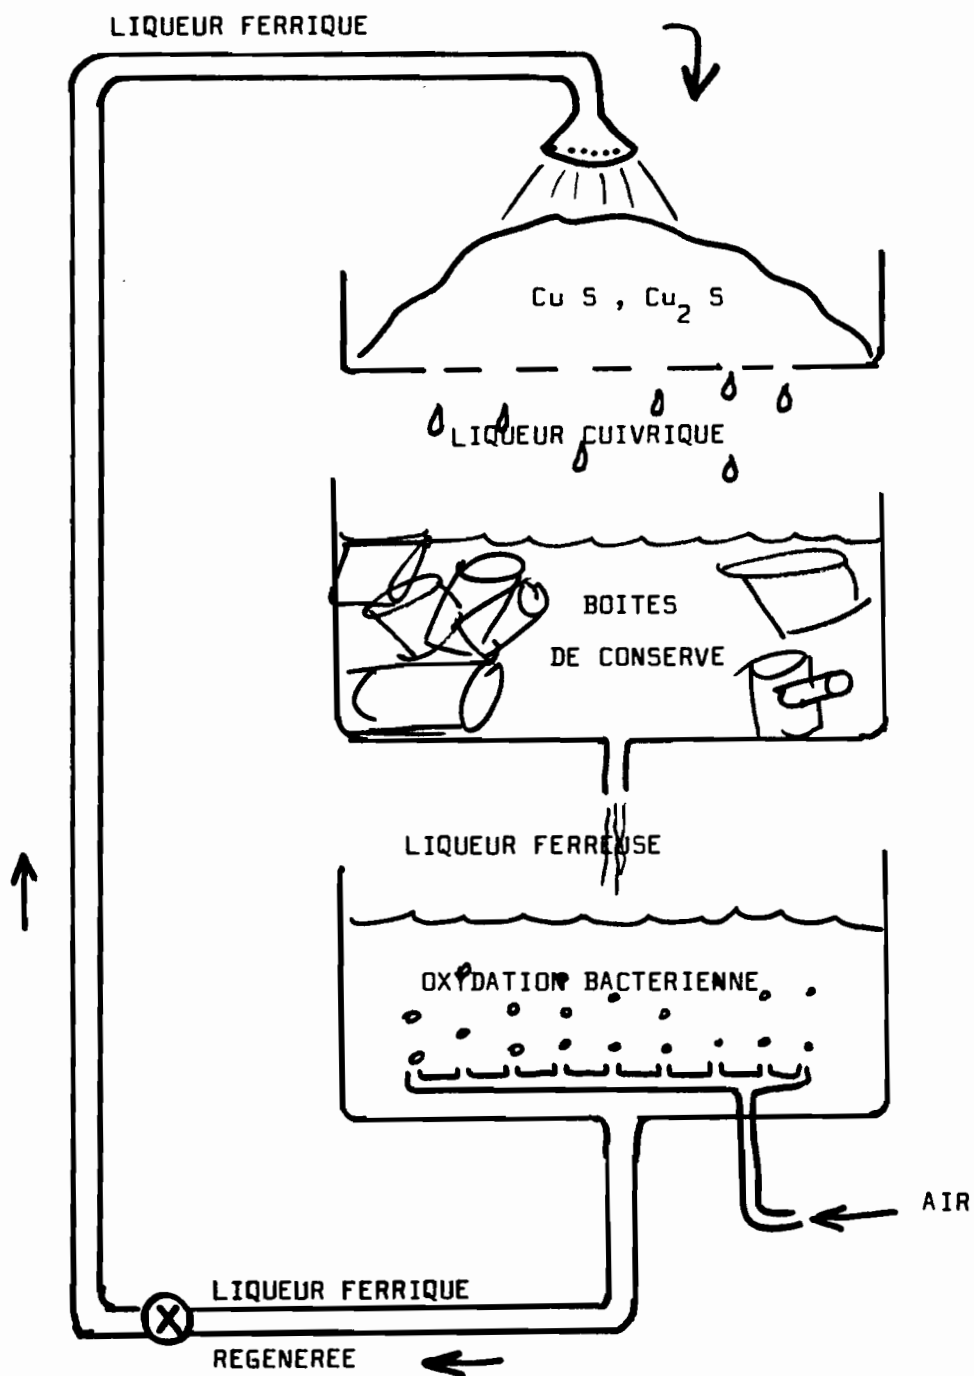 LIQUEUR FERRIQUE
Cu S , Cu₂ S
LIQUEUR CUIVRIQUE
BOITES
DE CONSERVE
LIQUEUR FERREUSE
OXYDATION BACTERIENNE
AIR
LIQUEUR FERRIQUE
REGENEREE